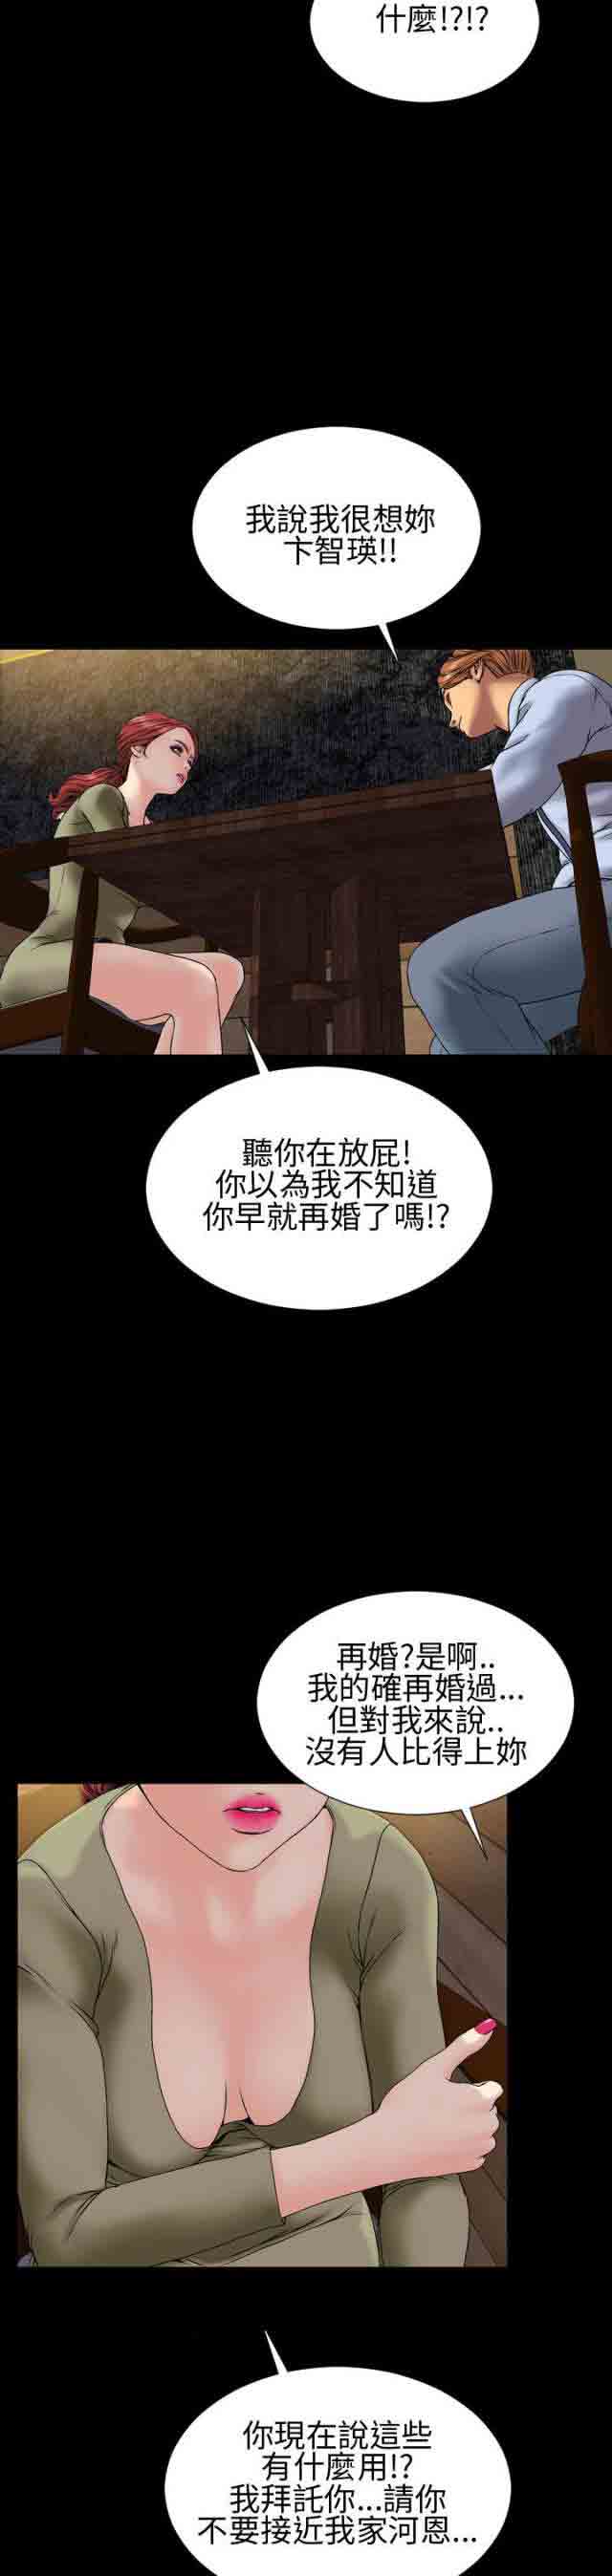 什麼!?!?
我說我很想妳
卞智瑛!!
聽你在放屁!
你以為我不知道
你早就再婚了嗎!?
再婚?是啊..
我的確再婚過...
但對我來說..
沒有人比得上妳
你現在說這些
有什麼用!?
我拜託你...請你
不要接近我家河恩...